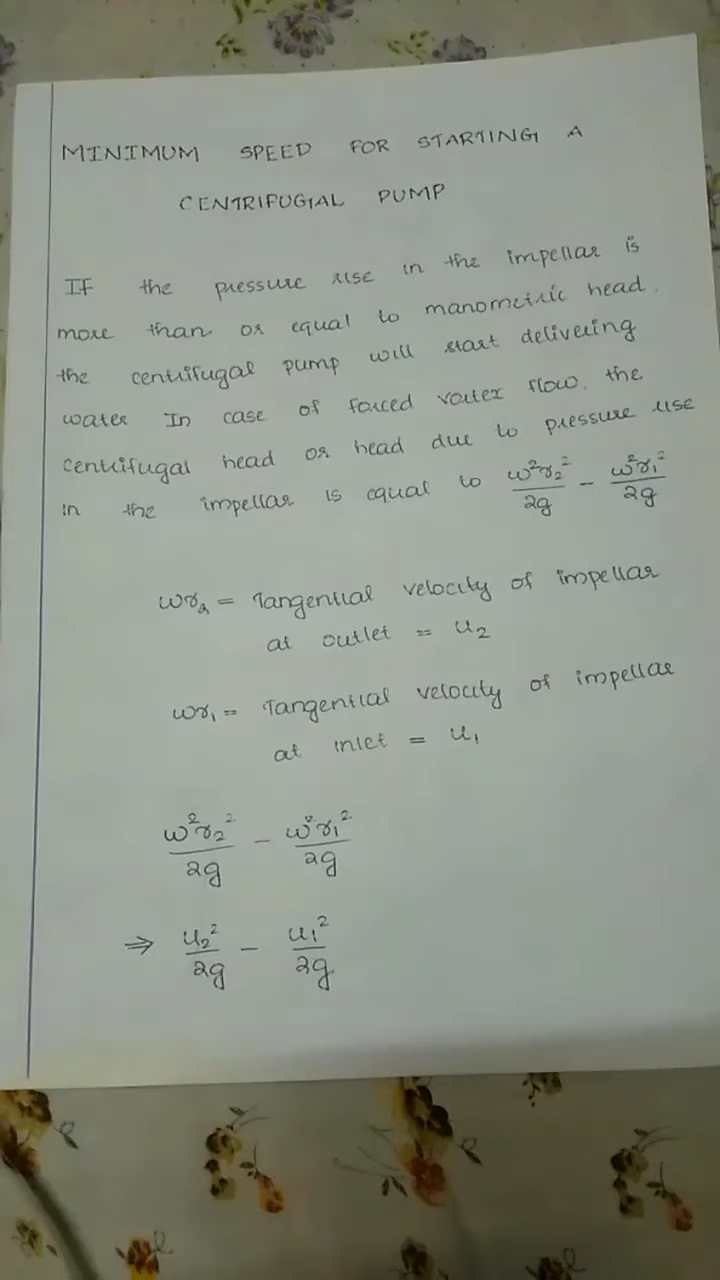 MINIMUM SPEED FOR STARTING A
CENTRIFUGAL PUMP
If the pressure rise in the impellar is
more than or equal to manometric head.
the centrifugal pump will start delivering
water In case of forced vortex flow, the
centrifugal head or head due to pressure rise
in the impellar is equal to ω²r₂²/2g - ω²r₁²/2g
ωr₂ = Tangential velocity of impellar
at outlet = u₂
ωr₁ = Tangential velocity of impellar
at inlet = u₁
ω²r₂²/2g - ω²r₁²/2g
⇒ u₂²/2g - u₁²/2g